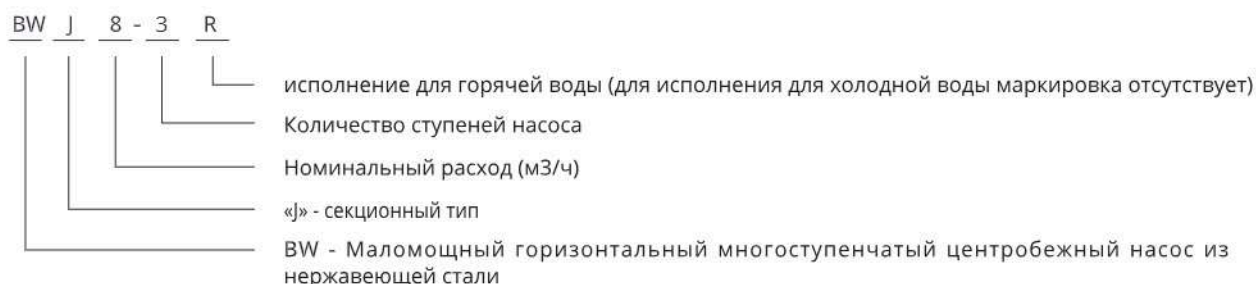 BW J 8 - 3 R
исполнение для горячей воды (для исполнения для холодной воды маркировка отсутствует)
Количество ступеней насоса
Номинальный расход (м3/ч)
«J» - секционный тип
BW - Маломощный горизонтальный многоступенчатый центробежный насос из
нержавеющей стали